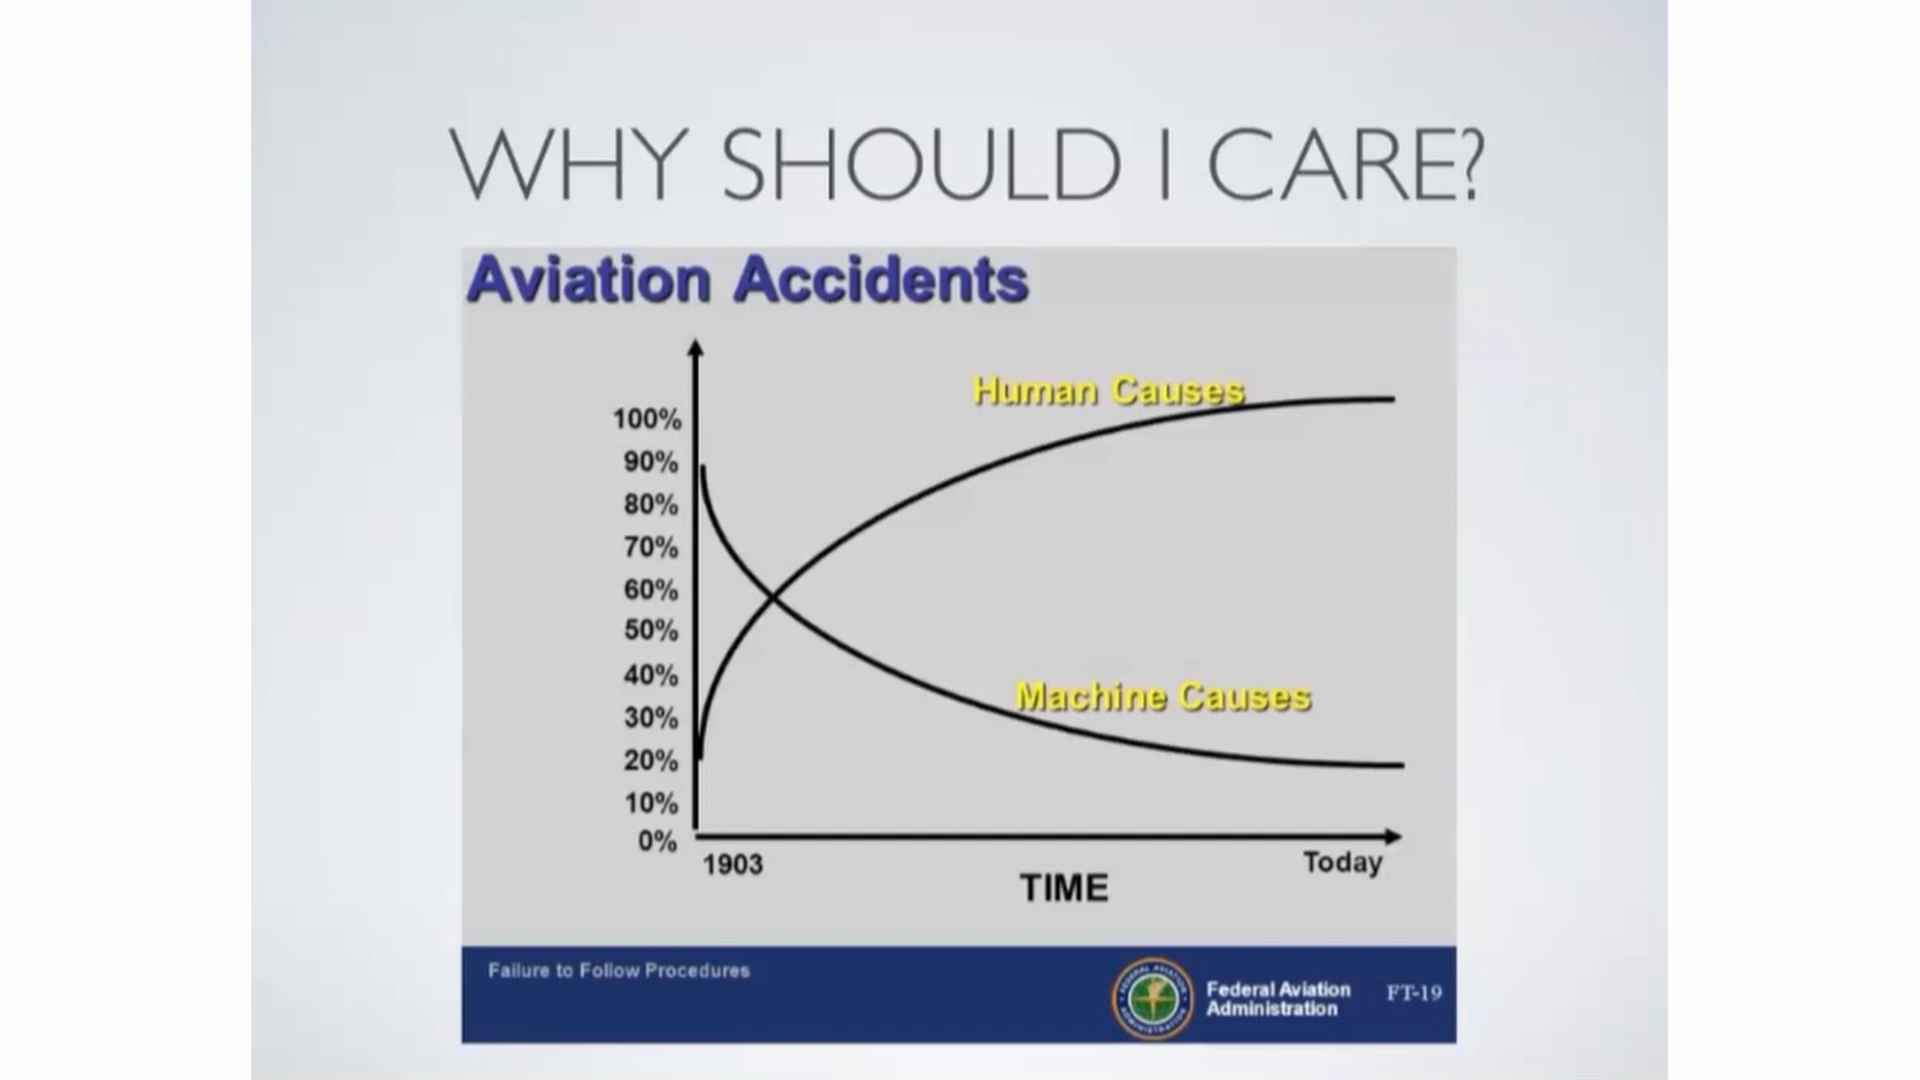 WHY SHOULD I CARE?
Aviation Accidents
Human Causes
100%
90%
80%
70%
60%
50%
40%
Machine Causes
30%
20%
10%
0%
1903
Today
TIME
Failure to Follow Procedures
Federal Aviation
Administration
FT-19